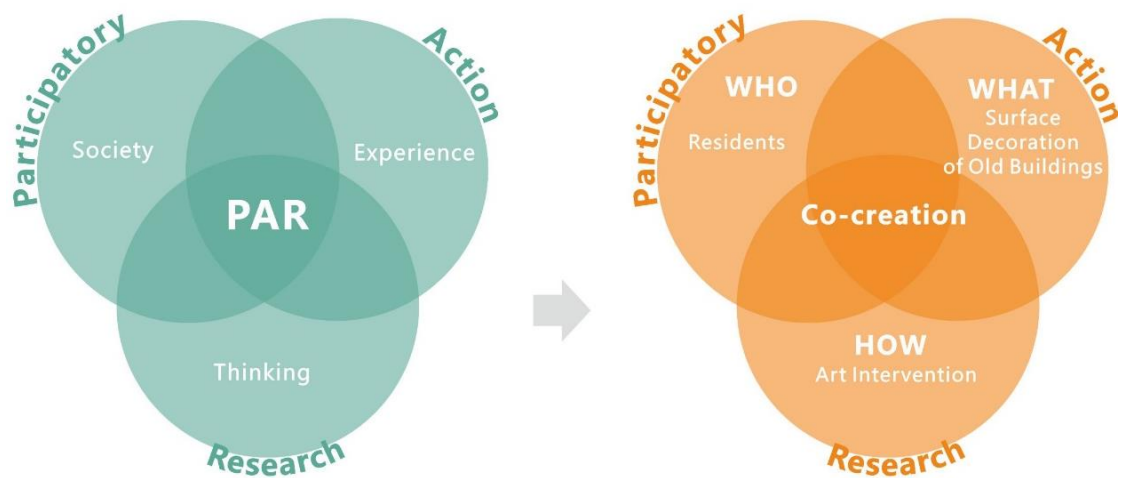 Participatory
Action
Society
Experience
PAR
Thinking
Research
Participatory
Action
WHO
Residents
WHAT
Surface
Decoration
of Old Buildings
Co-creation
HOW
Art Intervention
Research